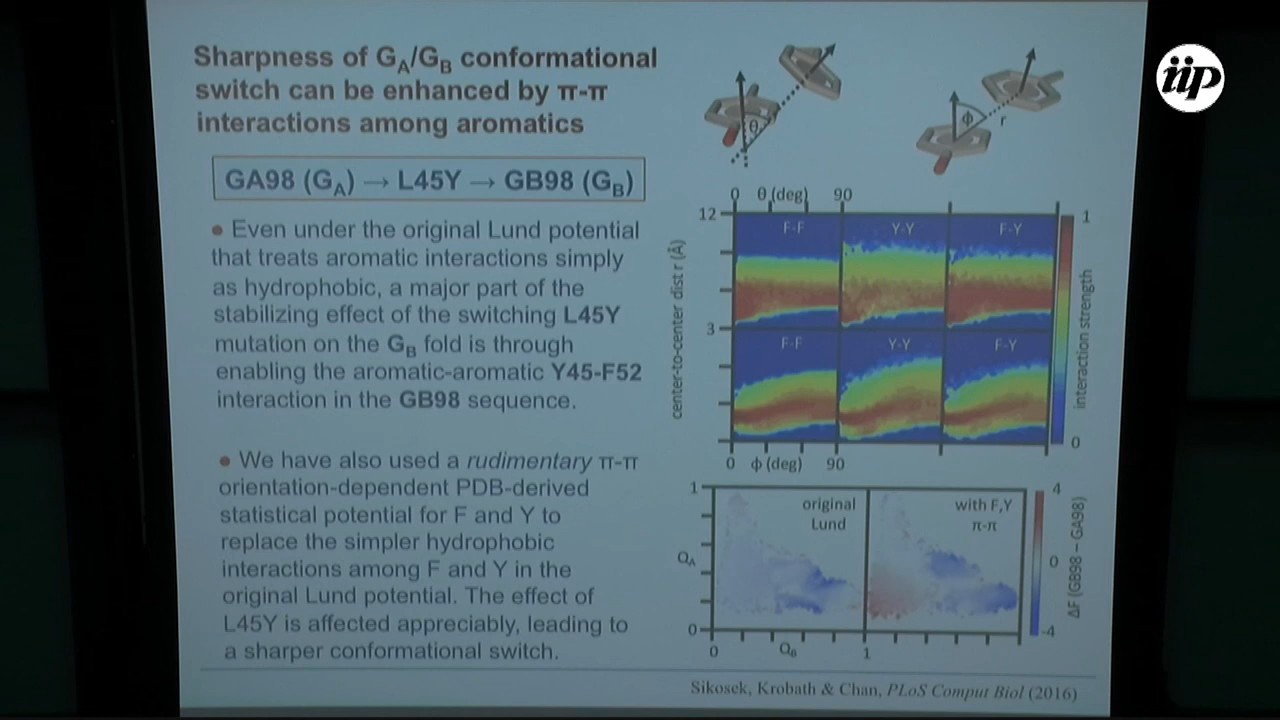 Sharpness of GA/GB conformational
switch can be enhanced by π-π
interactions among aromatics
GA98 (GA) → L45Y → GB98 (GB)
• Even under the original Lund potential
that treats aromatic interactions simply
as hydrophobic, a major part of the
stabilizing effect of the switching L45Y
mutation on the GB fold is through
enabling the aromatic-aromatic Y45-F52
interaction in the GB98 sequence.
• We have also used a rudimentary π-π
orientation-dependent PDB-derived
statistical potential for F and Y to
replace the simpler hydrophobic
interactions among F and Y in the
original Lund potential. The effect of
L45Y is affected appreciably, leading to
a sharper conformational switch.
θ
ϕ
r
iip
0 θ (deg) 90
12
3
center-to-center dist r (Å)
F-F
Y-Y
F-Y
F-F
Y-Y
F-Y
1
0
interaction strength
0 ϕ (deg) 90
1
QA
0
original
Lund
with F,Y
π-π
0
QB
1
4
0
-4
ΔF (GB98 – GA98)
Sikosek, Krobath & Chan, PLoS Comput Biol (2016)